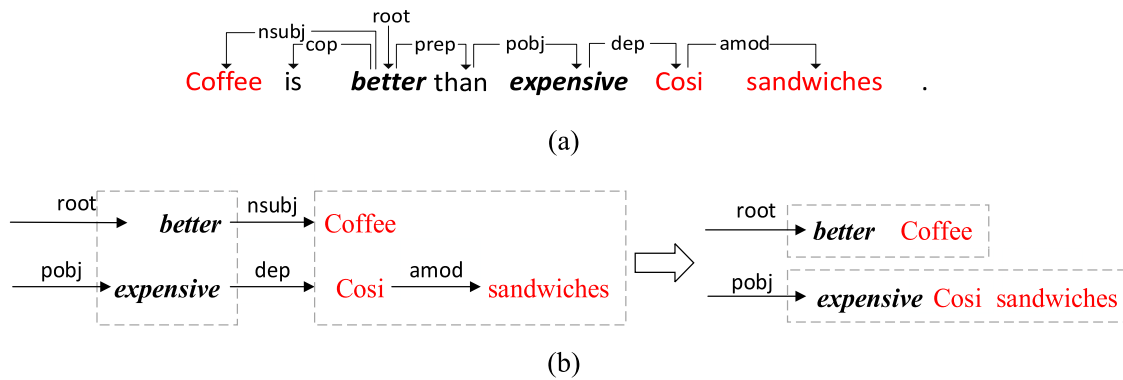 root
nsubj cop prep pobj dep amod
Coffee is better than expensive Cosi sandwiches .
(a)
root better nsubj Coffee
pobj expensive dep Cosi amod sandwiches
root better Coffee
pobj expensive Cosi sandwiches
(b)